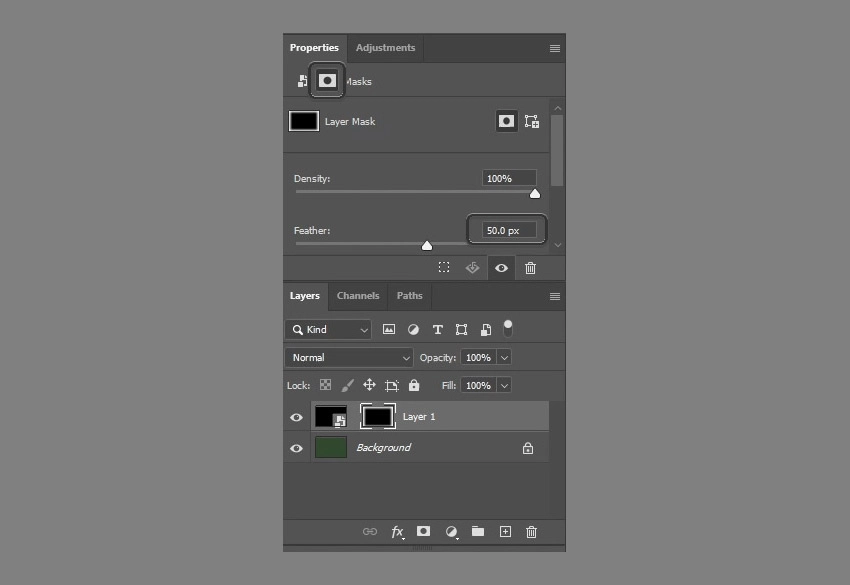 Properties Adjustments
Masks
Layer Mask
Density: 100%
Feather: 50.0 px
Layers Channels Paths
Kind T
Normal Opacity: 100%
Lock: Fill: 100%
Layer 1
Background
fx